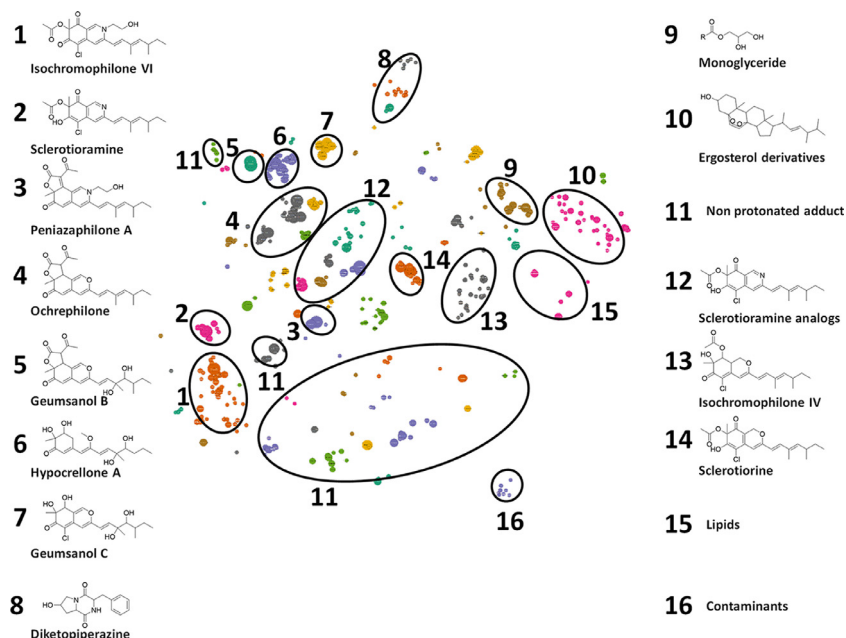 1
Isochromophilone VI
2
Sclerotioramine
3
Peniazaphilone A
4
Ochrephilone
5
Geumsanol B
6
Hypocrellone A
7
Geumsanol C
8
Diketopiperazine
8
7
6
5
11
9
10
12
4
14
13
15
2
3
11
1
11
16
9
Monoglyceride
10
Ergosterol derivatives
11 Non protonated adduct
12
Sclerotioramine analogs
13
Isochromophilone IV
14
Sclerotiorine
15 Lipids
16 Contaminants